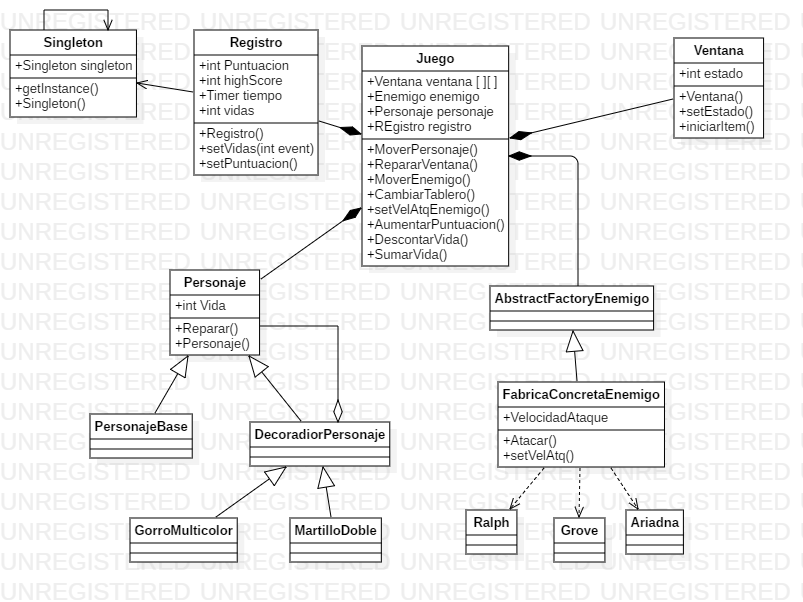 Singleton
+Singleton singleton
+getInstance()
+Singleton()
Registro
+int Puntuacion
+int highScore
+Timer tiempo
+int vidas
+Registro()
+setVidas(int event)
+setPuntuacion()
Juego
+Ventana ventana [ ][ ]
+Enemigo enemigo
+Personaje personaje
+REgistro registro
+MoverPersonaje()
+RepararVentana()
+MoverEnemigo()
+CambiarTablero()
+setVelAtqEnemigo()
+AumentarPuntuacion()
+DescontarVida()
+SumarVida()
Ventana
+int estado
+Ventana()
+setEstado()
+iniciarItem()
Personaje
+int Vida
+Reparar()
+Personaje()
AbstractFactoryEnemigo
PersonajeBase
DecoradiorPersonaje
FabricaConcretaEnemigo
+VelocidadAtaque
+Atacar()
+setVelAtq()
GorroMulticolor
MartilloDoble
Ralph
Grove
Ariadna
UNREGISTERED